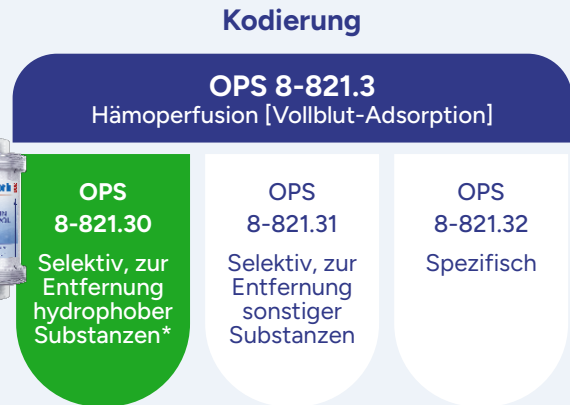 Kodierung
OPS 8-821.3
Hämoperfusion [Vollblut-Adsorption]
OPS
8-821.30
Selektiv, zur
Entfernung
hydrophober
Substanzen*
OPS
8-821.31
Selektiv, zur
Entfernung
sonstiger
Substanzen
OPS
8-821.32
Spezifisch